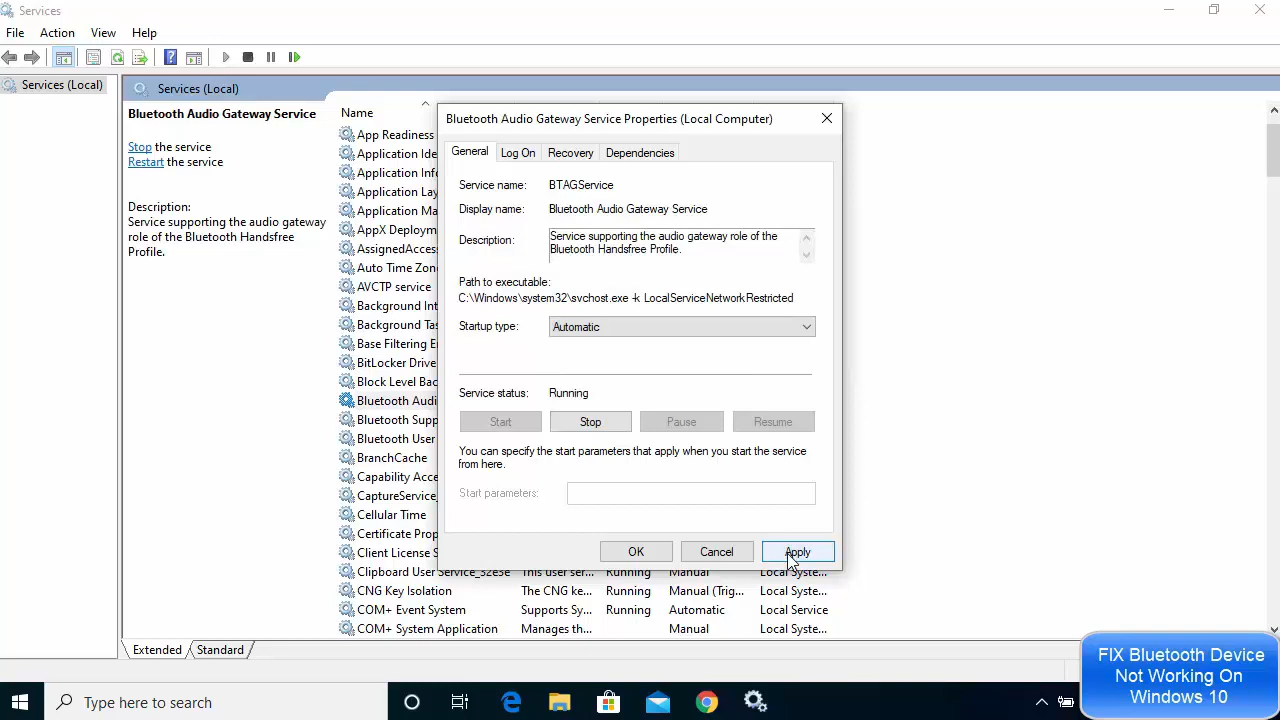 Services
File Action View Help
Services (Local)
Services (Local)
Bluetooth Audio Gateway Service
Stop the service
Restart the service
Description:
Service supporting the audio gateway
role of the Bluetooth Handsfree
Profile.
Name
App Readiness
Application Ide
Application Info
Application Lay
Application Ma
AppX Deploym
AssignedAccess
Auto Time Zon
AVCTP service
Background Int
Background Tas
Base Filtering E
BitLocker Drive
Block Level Bac
Bluetooth Audi
Bluetooth Supp
Bluetooth User
BranchCache
Capability Acce
CaptureService_
Cellular Time
Certificate Prop
Client License S
Clipboard User Service_32e3e This user ser... Running Manual Local Syste...
CNG Key Isolation The CNG ke... Running Manual (Trig... Local Syste...
COM+ Event System Supports Sy... Running Automatic Local Service
COM+ System Application Manages th... Manual Local Syste...
Bluetooth Audio Gateway Service Properties (Local Computer)
General Log On Recovery Dependencies
Service name: BTAGService
Display name: Bluetooth Audio Gateway Service
Description: Service supporting the audio gateway role of the
Bluetooth Handsfree Profile.
Path to executable:
C:\Windows\system32\svchost.exe -k LocalServiceNetworkRestricted
Startup type: Automatic
Service status: Running
Start Stop Pause Resume
You can specify the start parameters that apply when you start the service
from here.
Start parameters:
OK Cancel Apply
Extended Standard
Type here to search
FIX Bluetooth Device
Not Working On
Windows 10